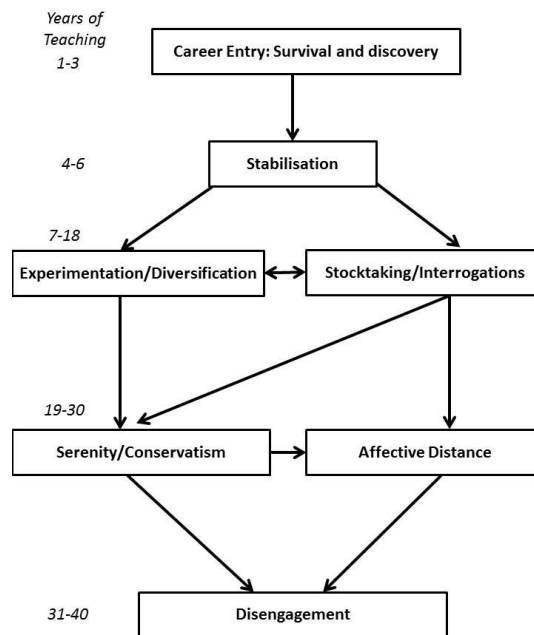 Years of
Teaching
1-3
Career Entry: Survival and discovery
4-6
Stabilisation
7-18
Experimentation/Diversification
Stocktaking/Interrogations
19-30
Serenity/Conservatism
Affective Distance
31-40
Disengagement